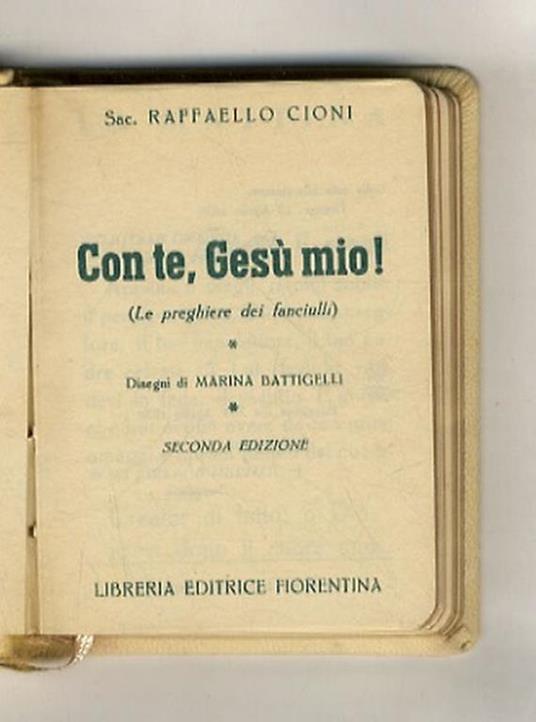 Sac. RAFFAELLO CIONI
Con te, Gesù mio!
(Le preghiere dei fanciulli)
*
Disegni di MARINA BATTIGELLI
*
SECONDA EDIZIONE
LIBRERIA EDITRICE FIORENTINA